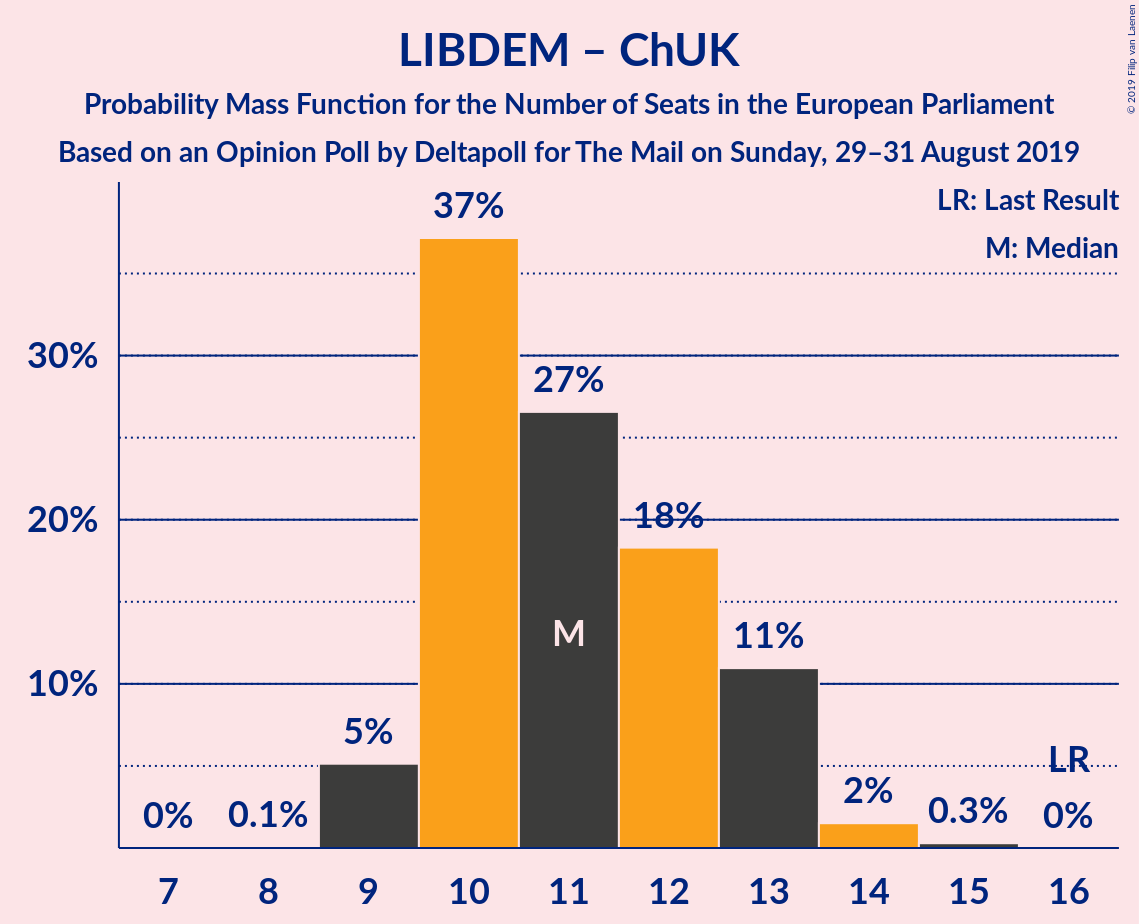 LIBDEM – ChUK
Probability Mass Function for the Number of Seats in the European Parliament
Based on an Opinion Poll by Deltapoll for The Mail on Sunday, 29–31 August 2019
© 2019 Filip van Laenen
LR: Last Result
M: Median
37%
30%
27%
20%
18%
M
11%
10%
5%
LR
0%
0.1%
2%
0.3%
0%
7 8 9 10 11 12 13 14 15 16